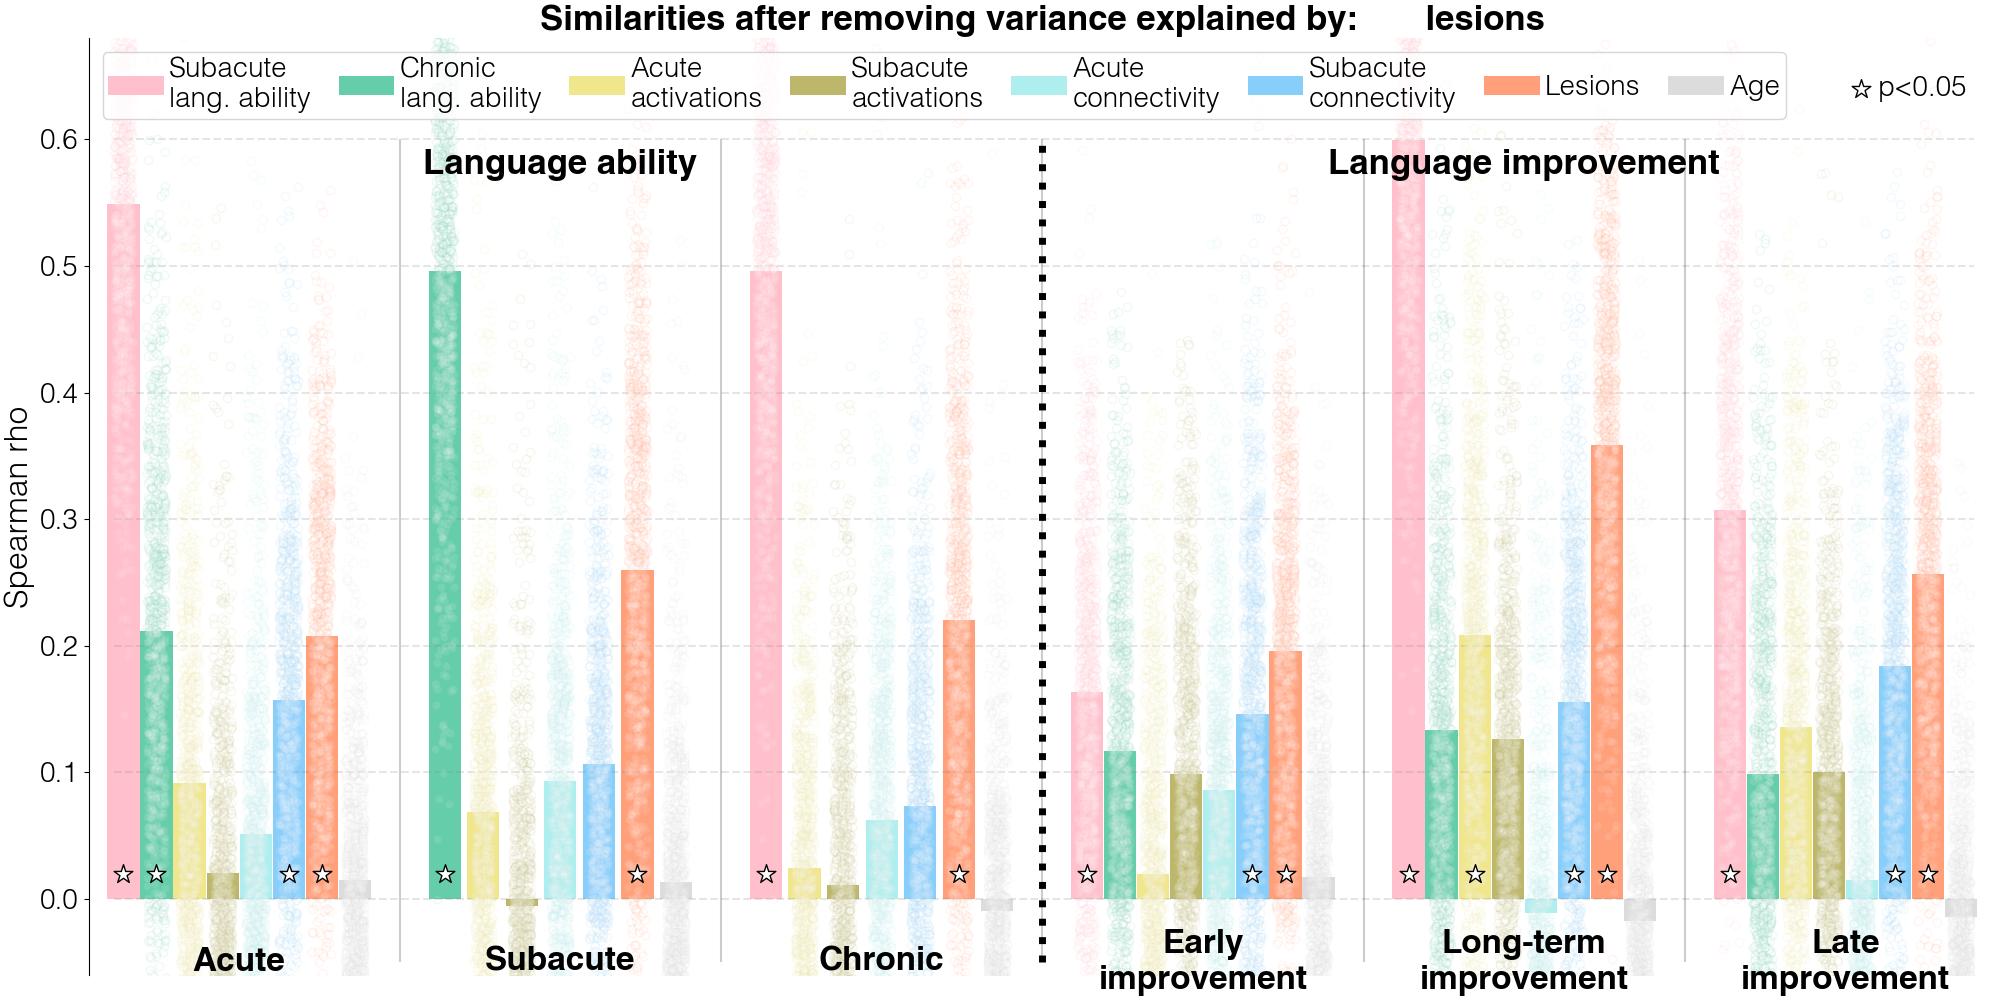 Similarities after removing variance explained by: lesions
Subacute lang. ability
Chronic lang. ability
Acute activations
Subacute activations
Acute connectivity
Subacute connectivity
Lesions
Age
☆ p<0.05
Language ability
Language improvement
Spearman rho
0.6
0.5
0.4
0.3
0.2
0.1
0.0
Acute
Subacute
Chronic
Early
improvement
Long-term
improvement
Late
improvement